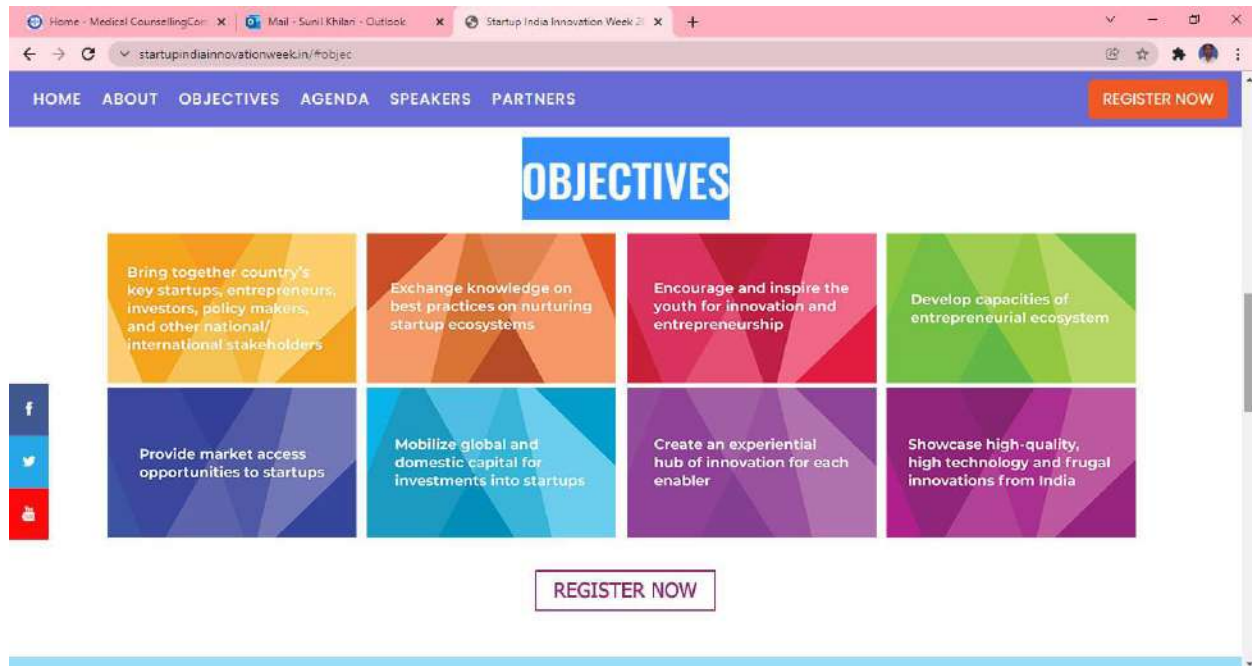 Home - Medical CounsellingCom
Mail - Sunil Khilari - Outlook
Startup India Innovation Week 2
startupindiainnovationweek.in/#objec
HOME ABOUT OBJECTIVES AGENDA SPEAKERS PARTNERS
REGISTER NOW
OBJECTIVES
Bring together country's
key startups, entrepreneurs,
investors, policy makers,
and other national/
international stakeholders
Exchange knowledge on
best practices on nurturing
startup ecosystems
Encourage and inspire the
youth for innovation and
entrepreneurship
Develop capacities of
entrepreneurial ecosystem
Provide market access
opportunities to startups
Mobilize global and
domestic capital for
investments into startups
Create an experiential
hub of innovation for each
enabler
Showcase high-quality,
high technology and frugal
innovations from India
REGISTER NOW